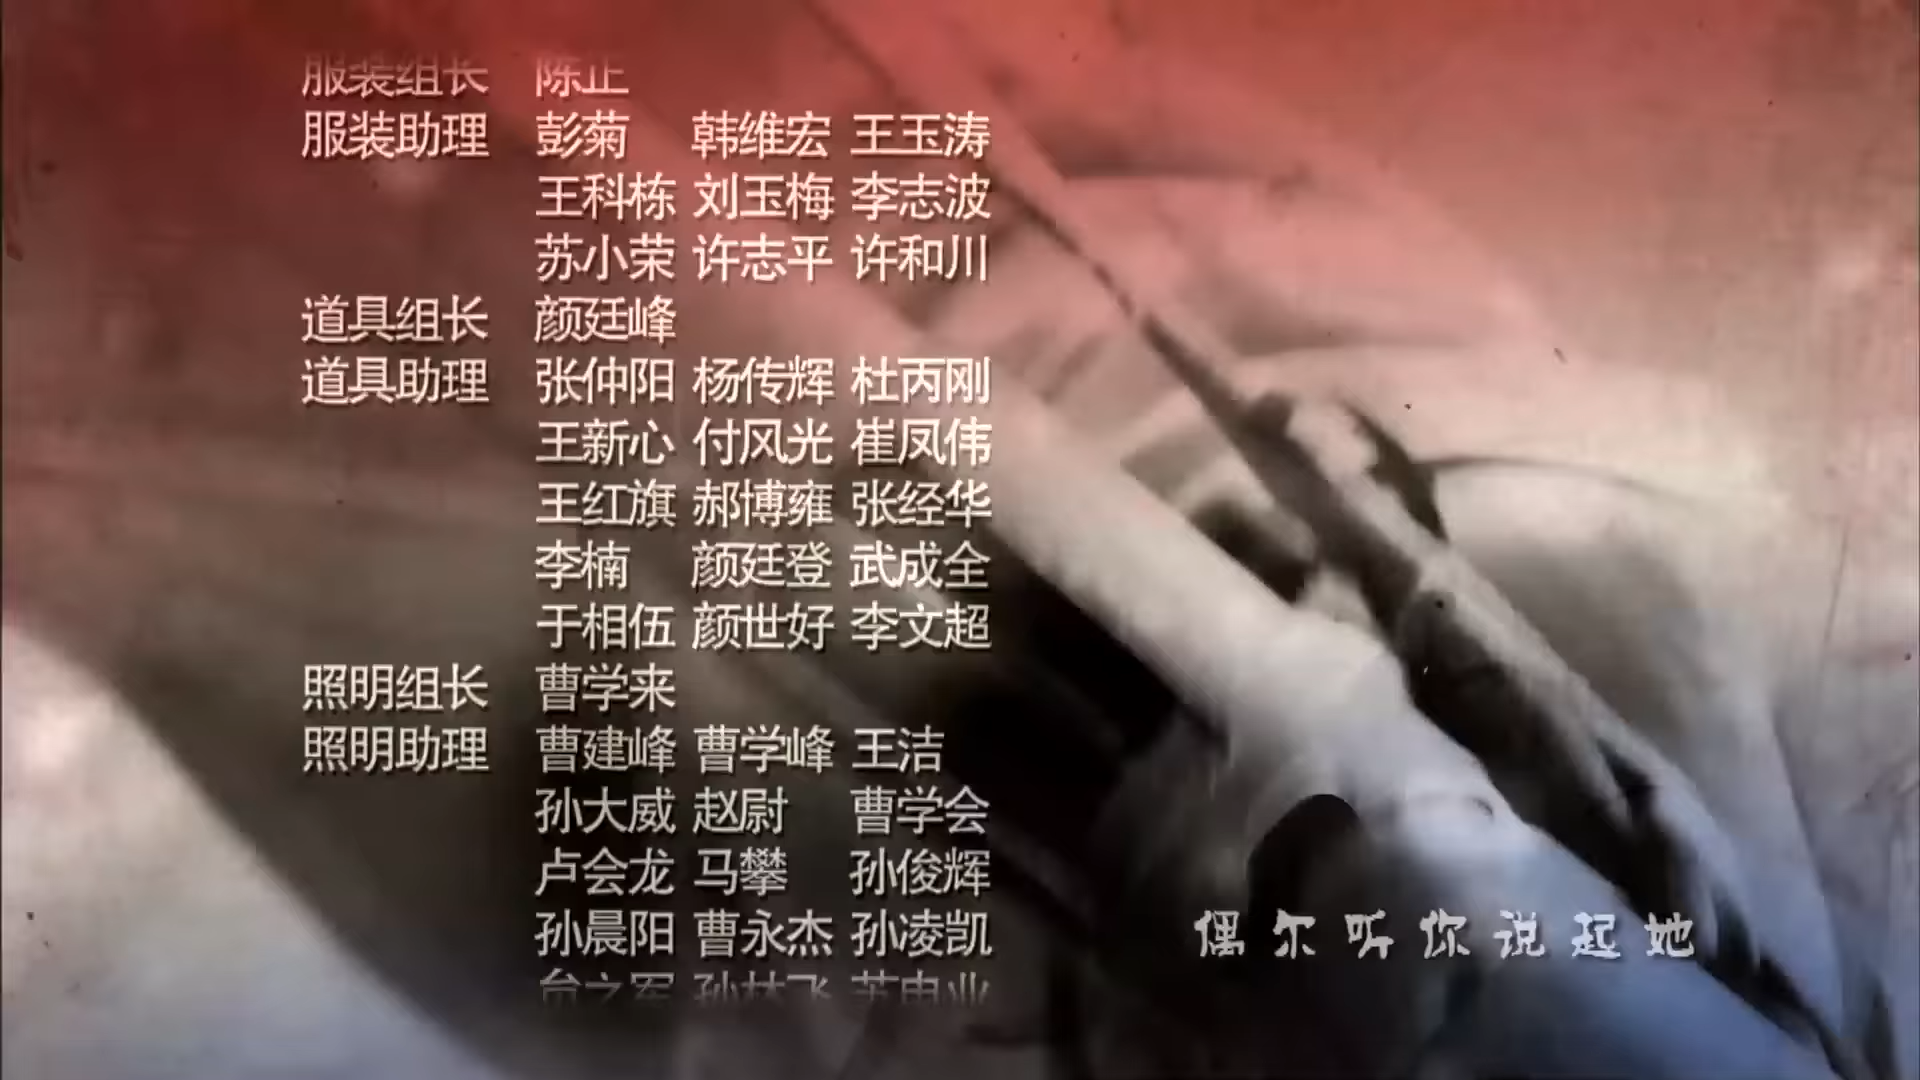 服装组长 陈正
服装助理 彭菊 韩维宏 王玉涛
王科栋 刘玉梅 李志波
苏小荣 许志平 许和川
道具组长 颜廷峰
道具助理 张仲阳 杨传辉 杜丙刚
王新心 付风光 崔凤伟
王红旗 郝博雍 张经华
李楠 颜廷登 武成全
于相伍 颜世好 李文超
照明组长 曹学来
照明助理 曹建峰 曹学峰 王洁
孙大威 赵尉 曹学会
卢会龙 马攀 孙俊辉
孙晨阳 曹永杰 孙凌凯
偶尔听你说起她